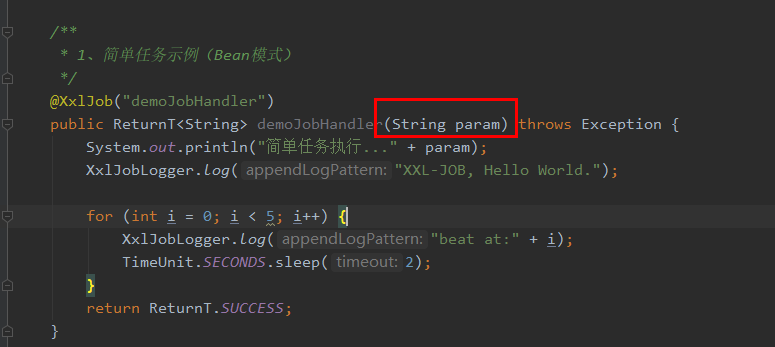 /**
 * 1、简单任务示例（Bean模式）
 */
@XxlJob("demoJobHandler")
public ReturnT<String> demoJobHandler(String param) throws Exception {
    System.out.println("简单任务执行..." + param);
    XxlJobLogger.log( appendLogPattern: "XXL-JOB, Hello World.");
    for (int i = 0; i < 5; i++) {
        XxlJobLogger.log( appendLogPattern: "beat at:" + i);
        TimeUnit.SECONDS.sleep( timeout: 2);
    }
    return ReturnT.SUCCESS;
}